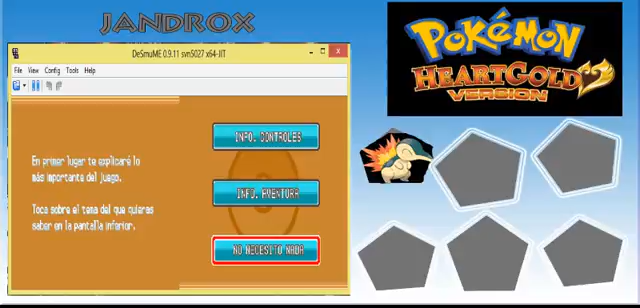 JANDROX
DeSmuME 0.9.11 svn5027 x64-JIT
File View Config Tools Help
En primer lugar te explicaré lo
más importante del juego.
Toca sobre el tema del que quieras
saber en la pantalla inferior.
INFO. CONTROLES
INFO. AVENTURA
NO NECESITO NADA
POKéMON
HEARTGOLD
VERSION